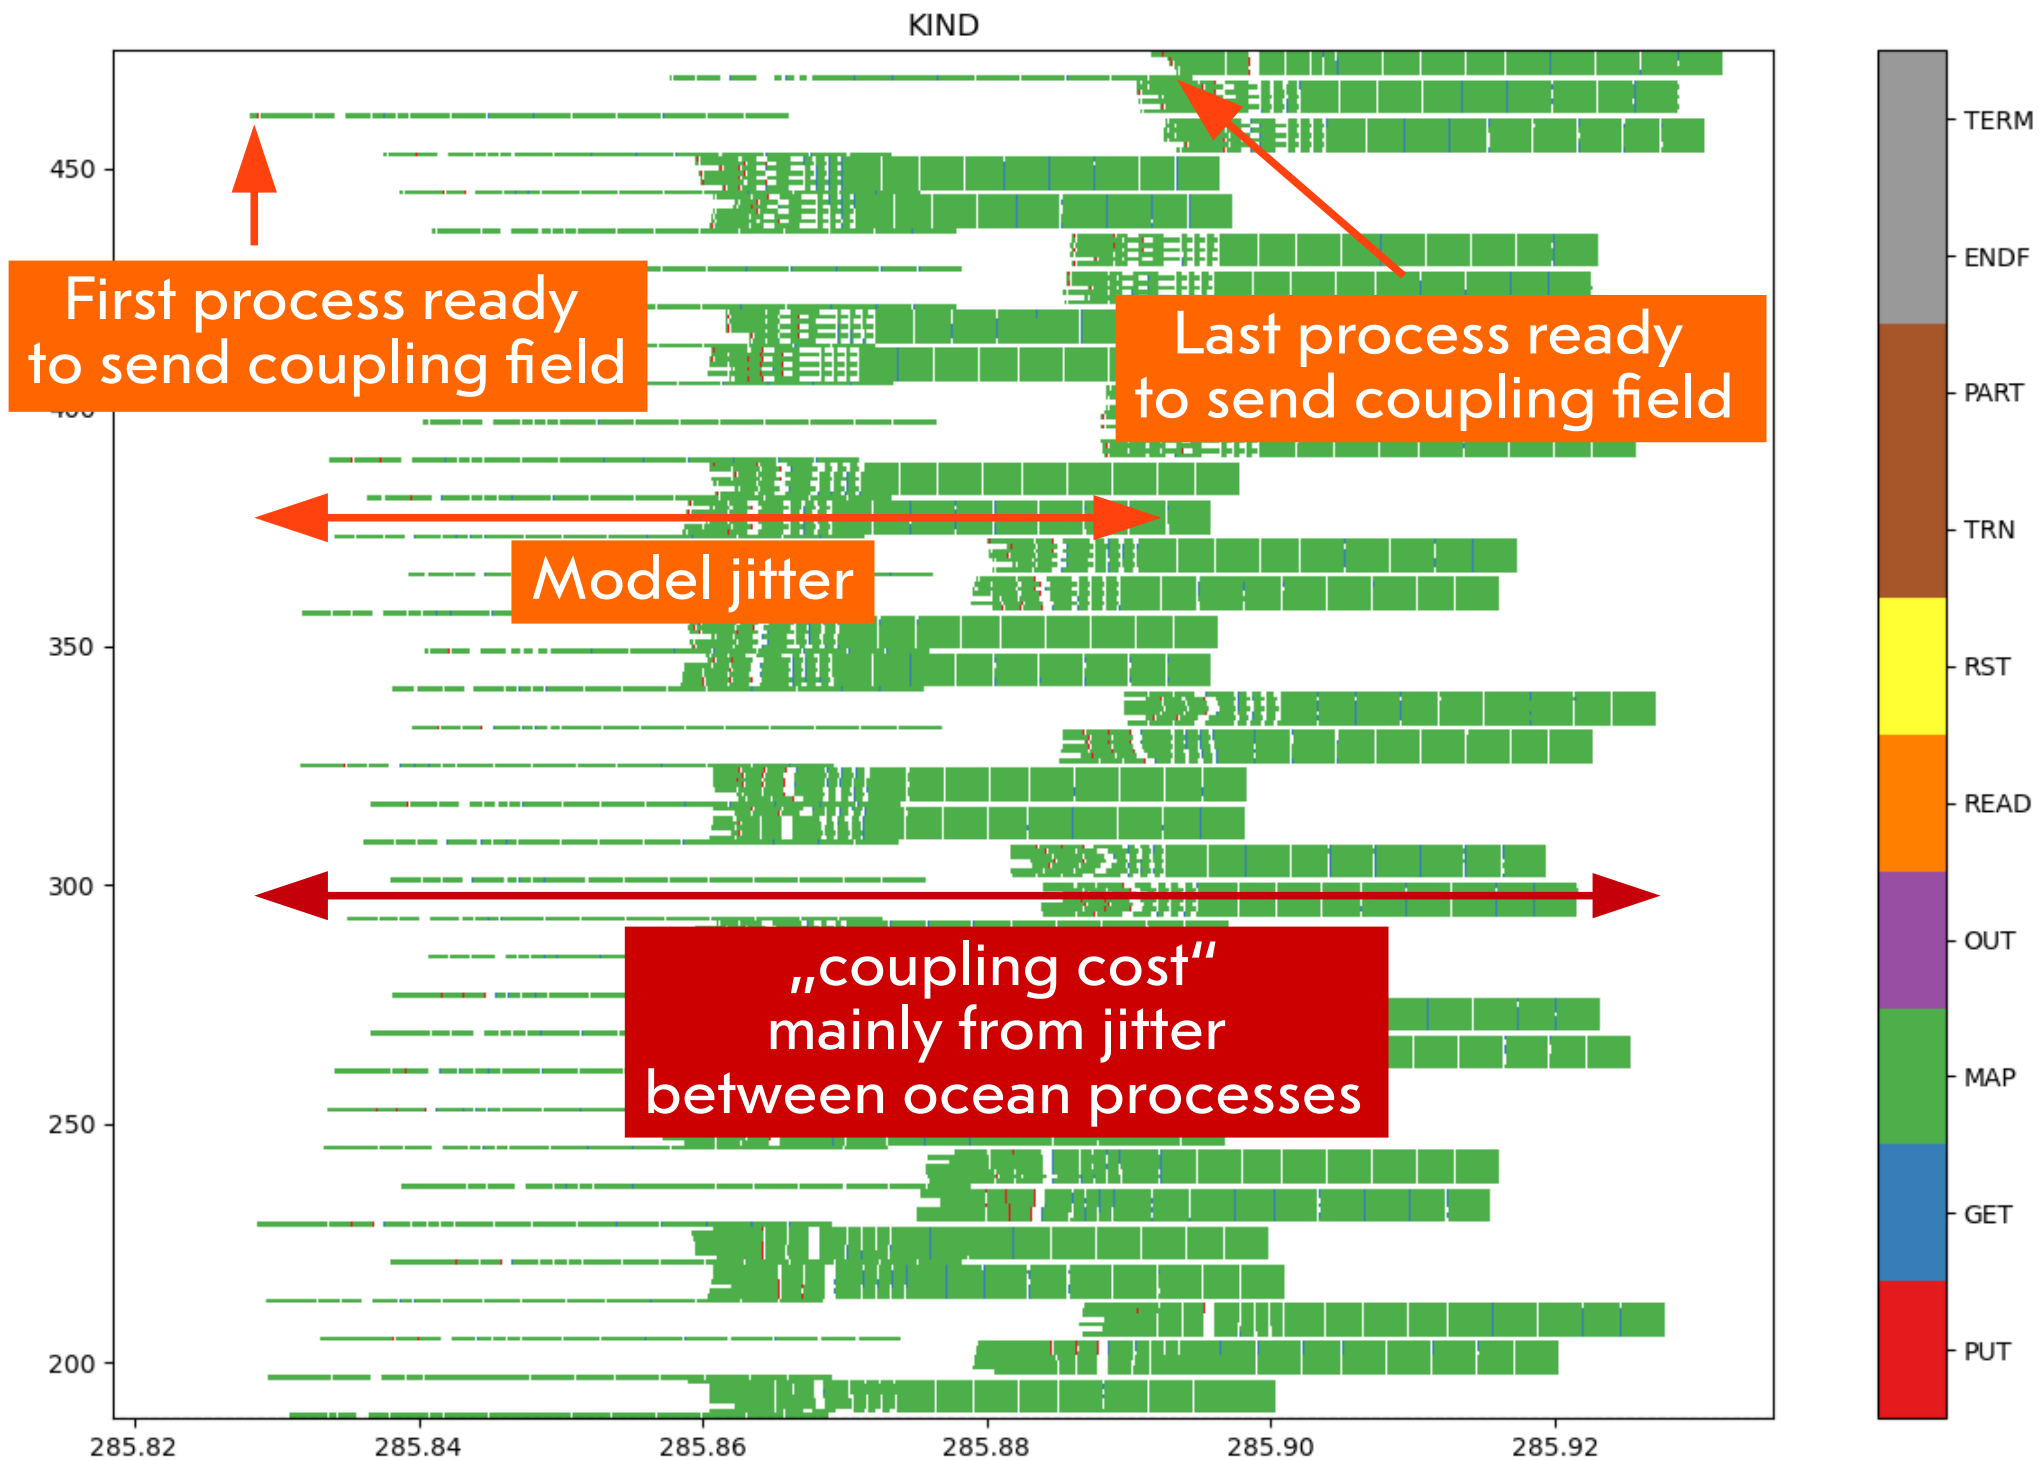 KIND
450
First process ready
to send coupling field
Last process ready
to send coupling field
400
Model jitter
350
300
„coupling cost“
mainly from jitter
between ocean processes
250
200
285.82
285.84
285.86
285.88
285.90
285.92
TERM
ENDF
PART
TRN
RST
READ
OUT
MAP
GET
PUT